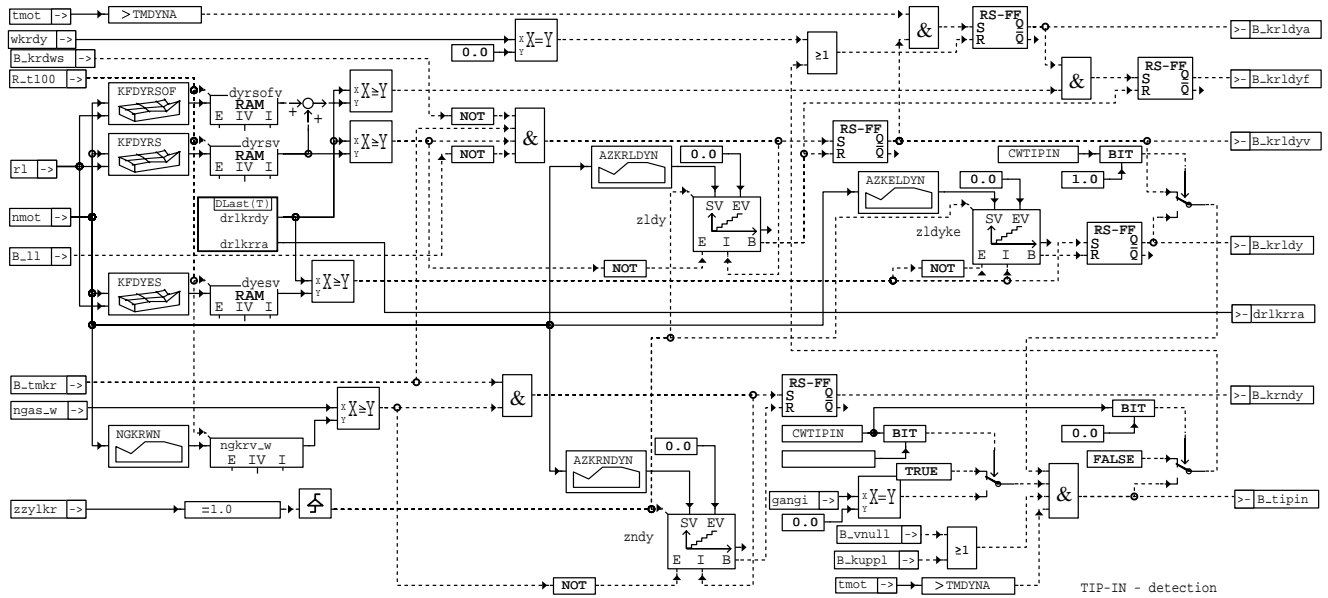 tmot ->
>TMDYNA
&
RS-FF
S Q
R Q
>- B_krldya
wkrdy ->
X X=Y
Y
0.0
≥1
B_krdws ->
R_tl00 ->
&
RS-FF
S Q
R Q
>- B_krldyf
KFDYRSOF
dyrsofv
RAM
E IV I
+
+
X X≥Y
Y
NOT
NOT
&
KFDYRS
dyrsv
RAM
E IV I
X X≥Y
Y
RS-FF
S Q
R Q
>- B_krldyv
rl ->
AZKRLDYN
0.0
CWTIPIN
BIT
1.0
AZKELDYN
0.0
DLast(T)
drlkrdy
drlkrra
nmot ->
zldy
SV EV
E I B
zldyke
SV EV
E I B
RS-FF
S Q
R Q
>- B_krldy
B_ll ->
NOT
NOT
KFDYES
dyesv
RAM
E IV I
X X≥Y
Y
>- drlkrra
B_tmkr ->
&
RS-FF
S Q
R Q
>- B_krndy
ngas_w ->
X X≥Y
Y
BIT
0.0
CWTIPIN
BIT
NGKRWN
ngkrv_w
E IV I
0.0
AZKRNDYN
TRUE
FALSE
gangi ->
X X=Y
Y
0.0
&
>- B_tipin
zzylkr ->
=1.0
zndy
SV EV
E I B
B_vnull ->
≥1
B_kuppl ->
NOT
tmot ->
>TMDYNA
TIP-IN - detection